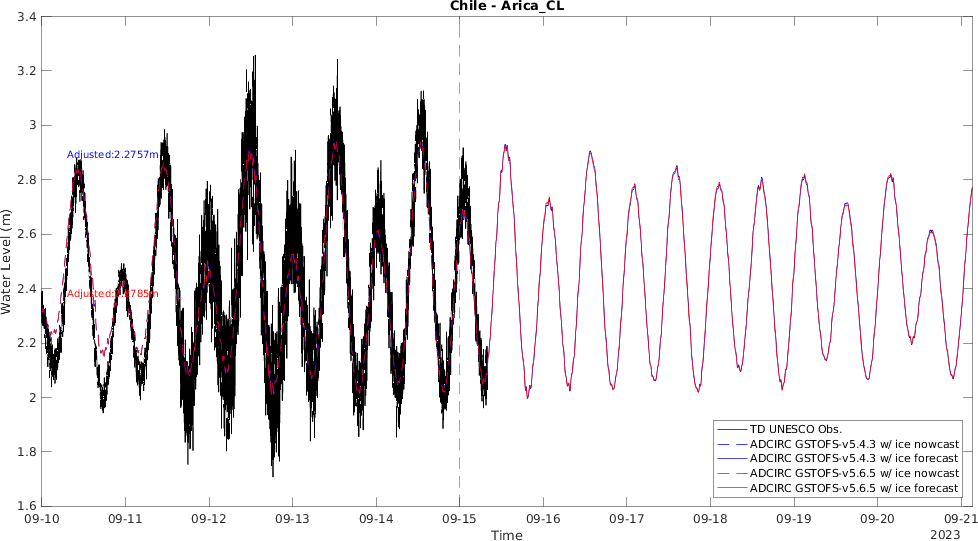 Chile - Arica_CL
3.4
3.2
3
2.8
2.6
2.4
2.2
2
1.8
1.6
Water Level (m)
Adjusted:2.2757m
TD UNESCO Obs.
ADCIRC GSTOFS-v5.4.3 w/ ice nowcast
ADCIRC GSTOFS-v5.4.3 w/ ice forecast
ADCIRC GSTOFS-v5.6.5 w/ ice nowcast
ADCIRC GSTOFS-v5.6.5 w/ ice forecast
09-10 09-11 09-12 09-13 09-14 09-15 09-16 09-17 09-18 09-19 09-20 09-21
Time
2023